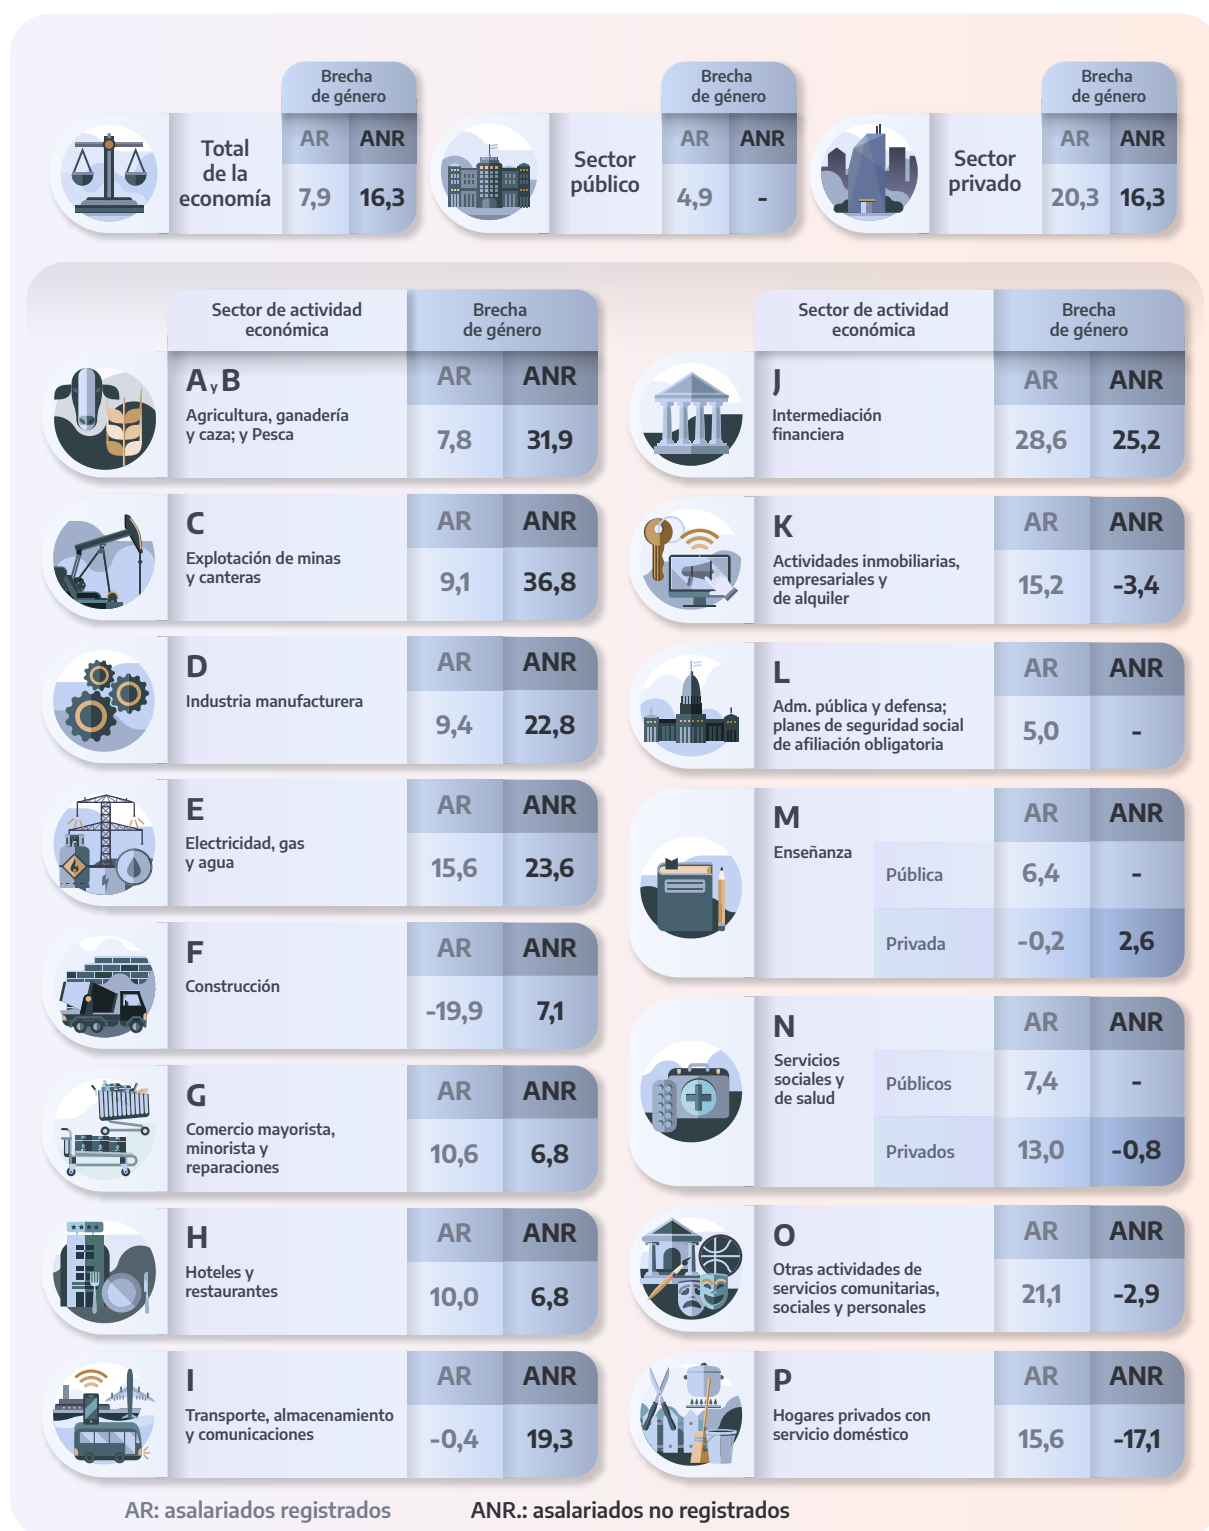 Brecha
de género
AR ANR
Total
de la
economía
7,9 16,3
Brecha
de género
AR ANR
Sector
público
4,9 -
Brecha
de género
AR ANR
Sector
privado
20,3 16,3
Sector de actividad
económica
Brecha
de género
A y B
AR ANR
Agricultura, ganadería
y caza; y Pesca
7,8 31,9
C
AR ANR
Explotación de minas
y canteras
9,1 36,8
D
AR ANR
Industria manufacturera
9,4 22,8
E
AR ANR
Electricidad, gas
y agua
15,6 23,6
F
AR ANR
Construcción
-19,9 7,1
G
AR ANR
Comercio mayorista,
minorista y
reparaciones
10,6 6,8
H
AR ANR
Hoteles y
restaurantes
10,0 6,8
I
AR ANR
Transporte, almacenamiento
y comunicaciones
-0,4 19,3
Sector de actividad
económica
Brecha
de género
J
AR ANR
Intermediación
financiera
28,6 25,2
K
AR ANR
Actividades inmobiliarias,
empresariales y
de alquiler
15,2 -3,4
L
AR ANR
Adm. pública y defensa;
planes de seguridad social
de afiliación obligatoria
5,0 -
M
AR ANR
Enseñanza
Pública 6,4 -
Privada -0,2 2,6
N
AR ANR
Servicios
sociales y
de salud
Públicos 7,4 -
Privados 13,0 -0,8
O
AR ANR
Otras actividades de
servicios comunitarias,
sociales y personales
21,1 -2,9
P
AR ANR
Hogares privados con
servicio doméstico
15,6 -17,1
AR: asalariados registrados ANR.: asalariados no registrados